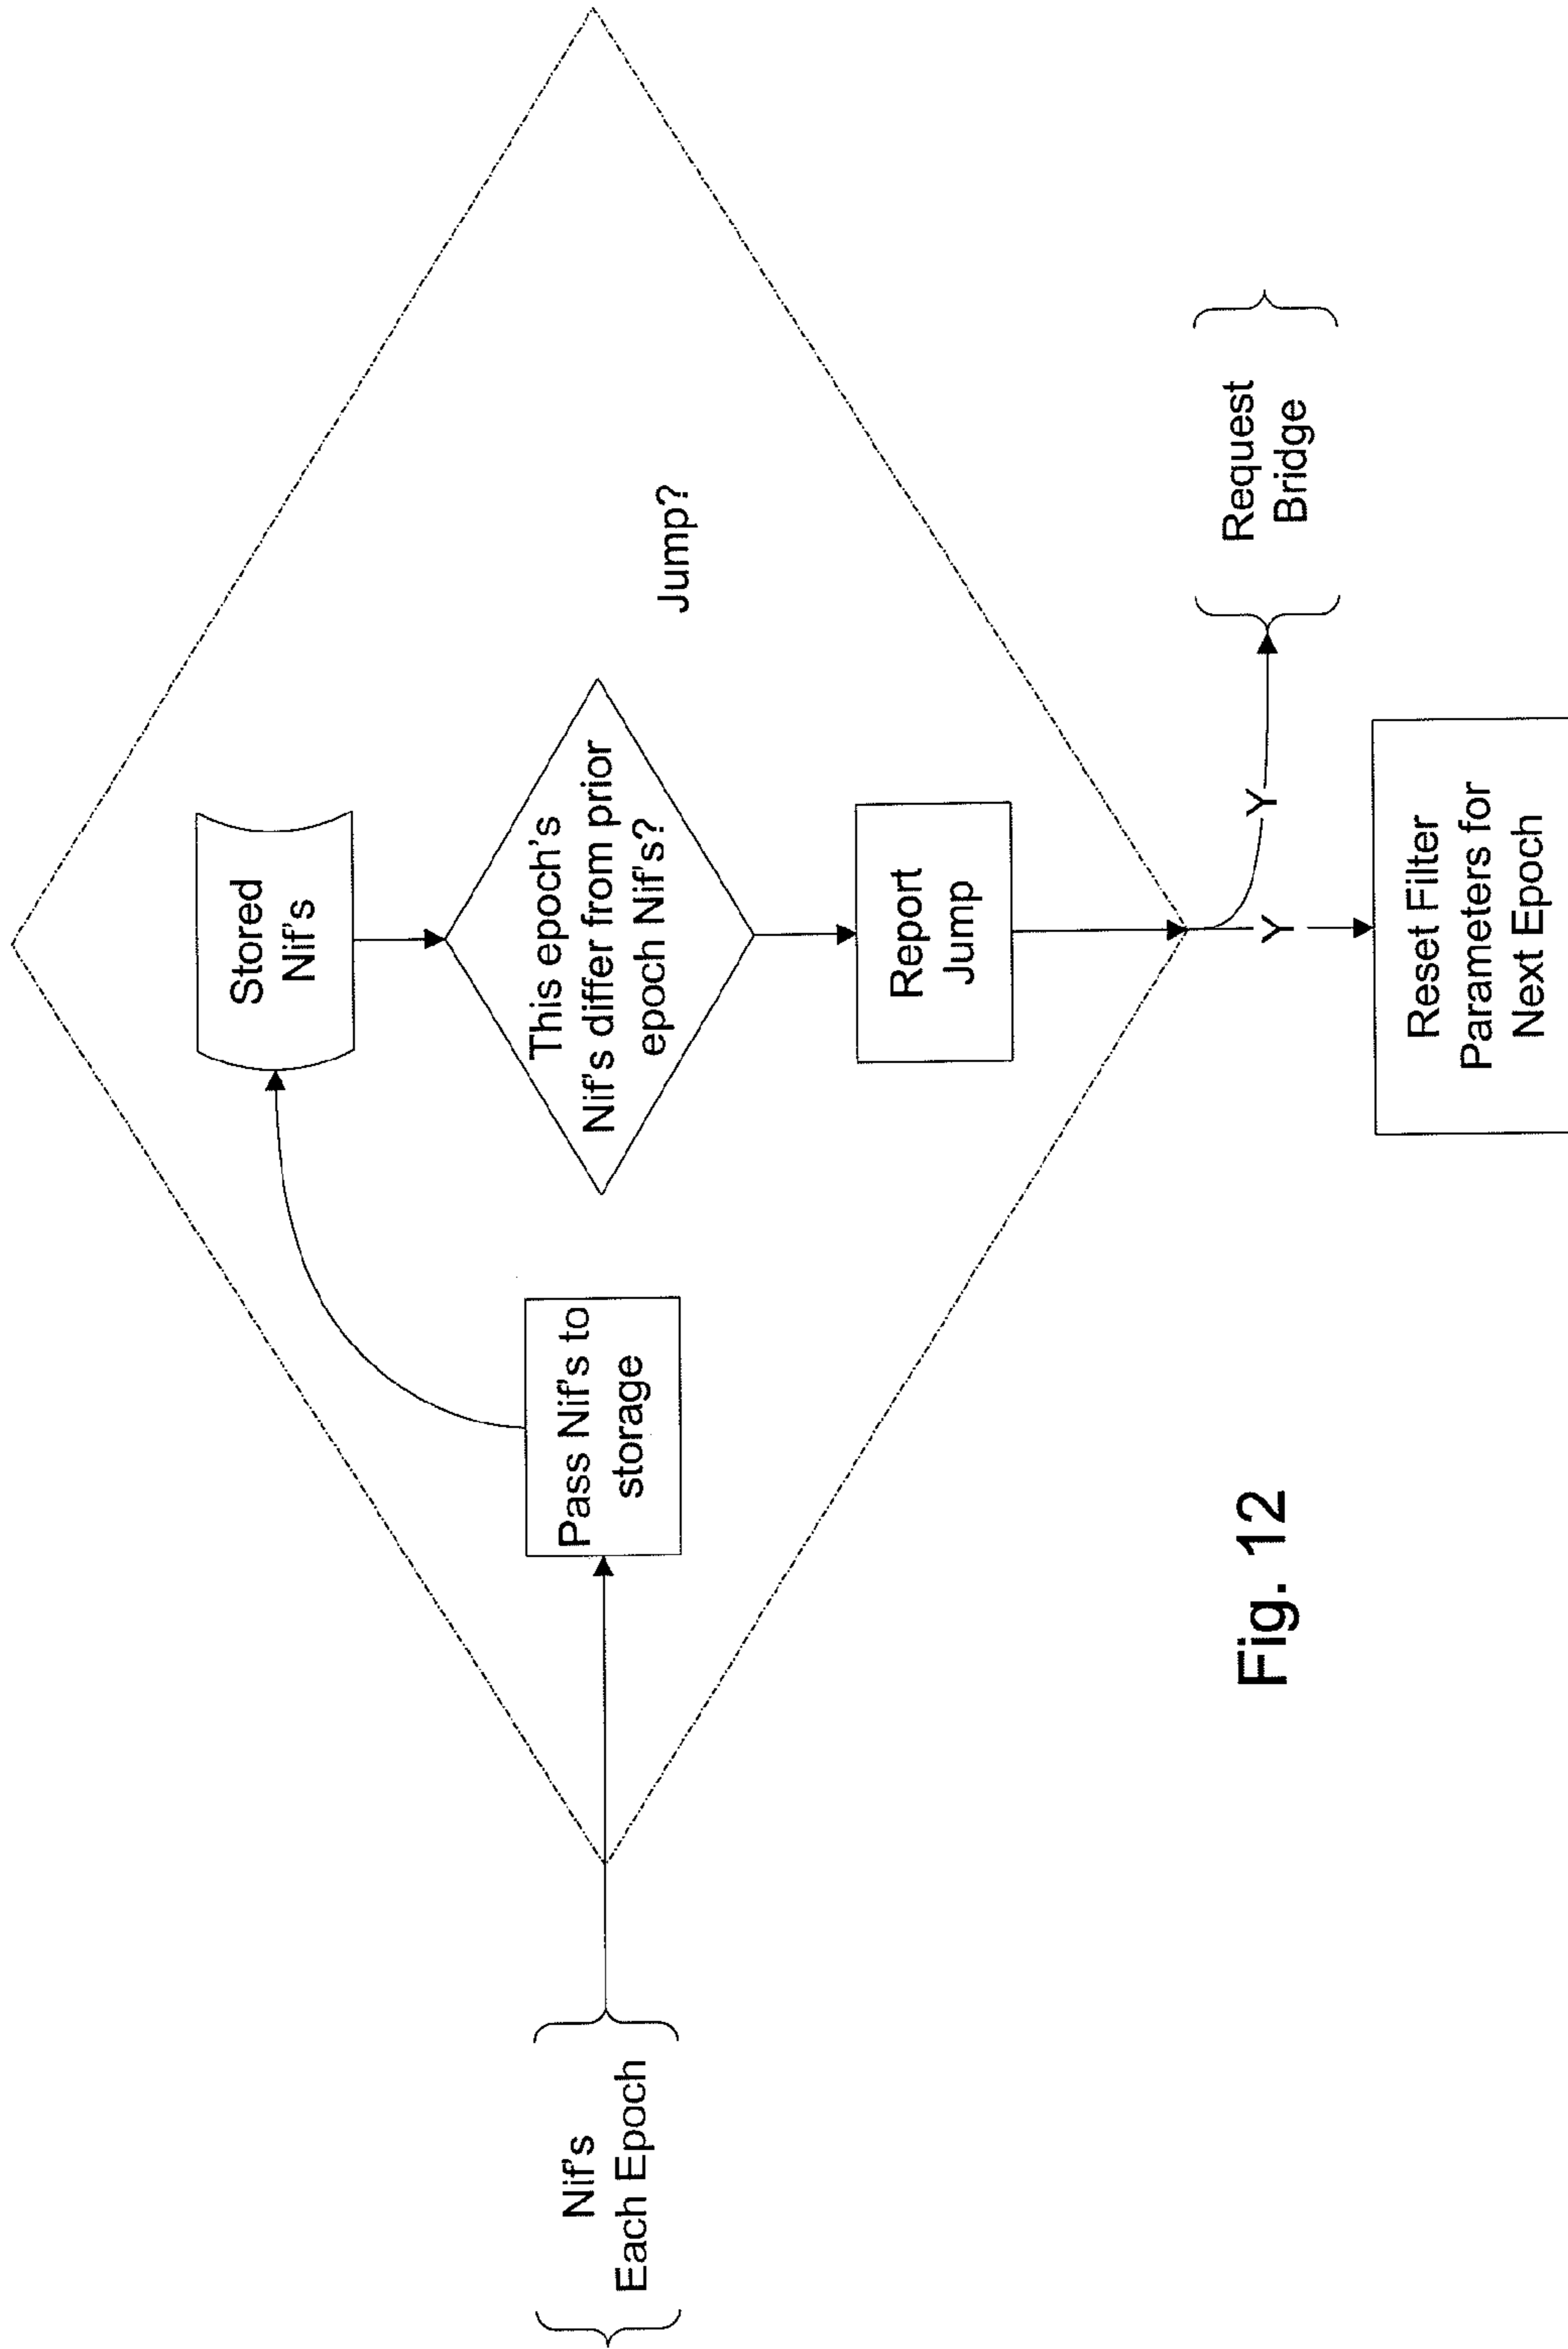 Nif's
Each Epoch
Pass Nif's to
storage
Stored
Nif's
This epoch's
Nif's differ from prior
epoch Nif's?
Jump?
Report
Jump
Y
Y
Request
Bridge
Reset Filter
Parameters for
Next Epoch
Fig. 12